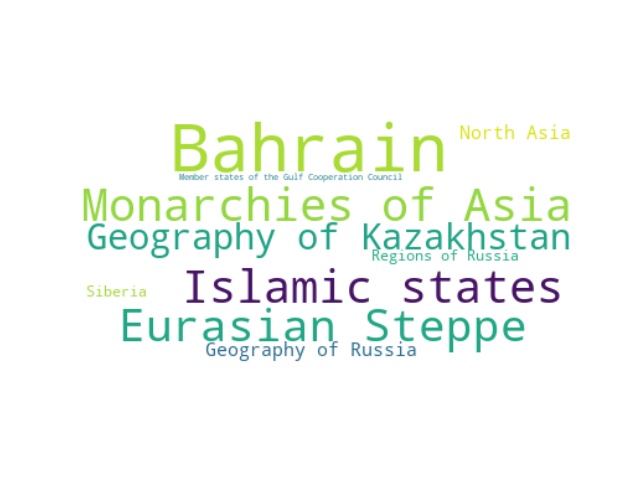 Bahrain
North Asia
Member states of the Gulf Cooperation Council
Monarchies of Asia
Geography of Kazakhstan
Regions of Russia
Islamic states
Siberia
Eurasian Steppe
Geography of Russia